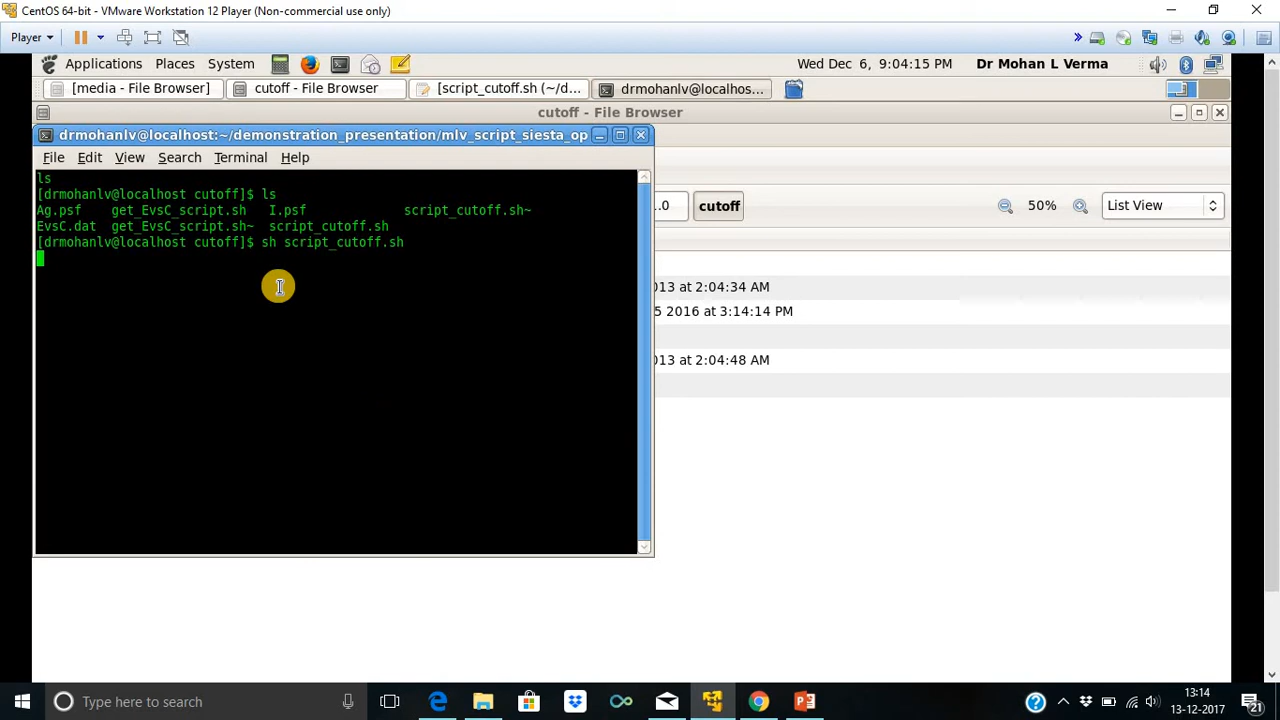 CentOS 64-bit - VMware Workstation 12 Player (Non-commercial use only)
Player
Applications Places System
Wed Dec 6, 9:04:15 PM Dr Mohan L Verma
[media - File Browser] cutoff - File Browser [script_cutoff.sh (~/d... drmohanlv@localhos...
cutoff - File Browser
drmohanlv@localhost:~/demonstration_presentation/mlv_script_siesta_op
File Edit View Search Terminal Help
ls
[drmohanlv@localhost cutoff]$ ls
Ag.psf get_EvsC_script.sh I.psf script_cutoff.sh~
EvsC.dat get_EvsC_script.sh~ script_cutoff.sh
[drmohanlv@localhost cutoff]$ sh script_cutoff.sh
.0 cutoff 50% List View
013 at 2:04:34 AM
5 2016 at 3:14:14 PM
013 at 2:04:48 AM
Type here to search
13:14
13-12-2017
21